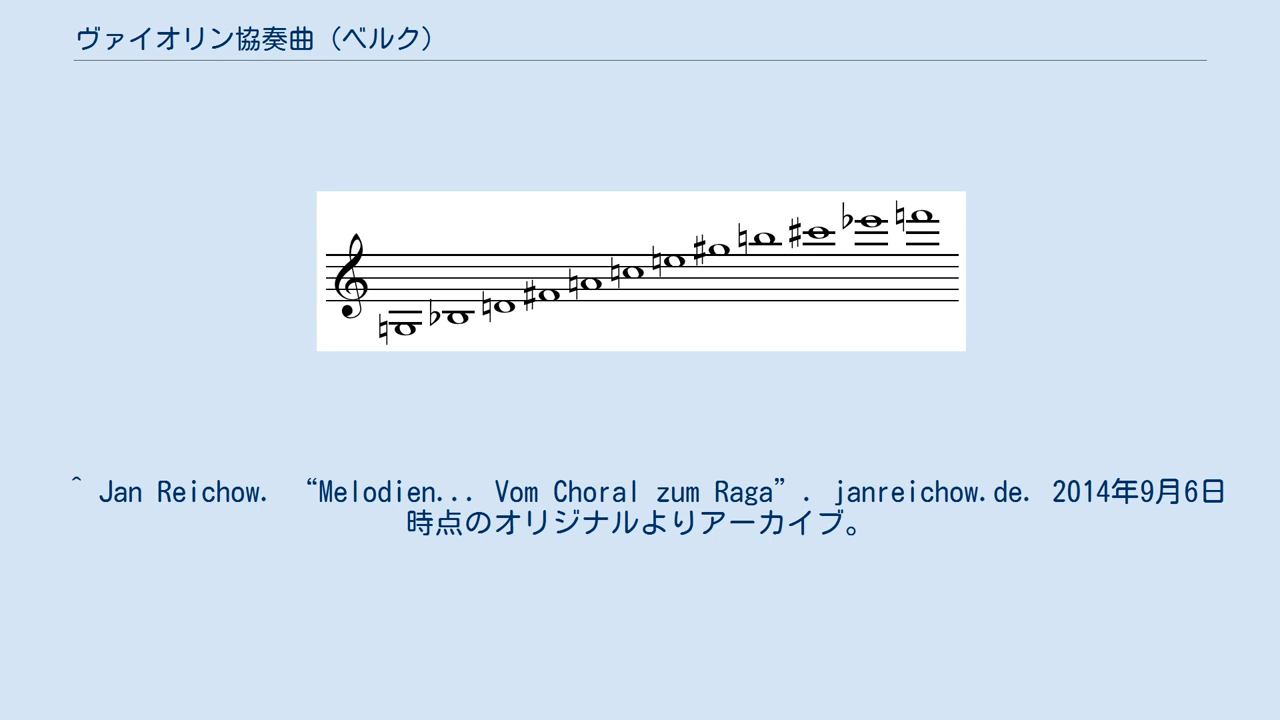 ヴァイオリン協奏曲（ベルク）
^ Jan Reichow. “Melodien... Vom Choral zum Raga”. janreichow.de. 2014年9月6日
時点のオリジナルよりアーカイブ。